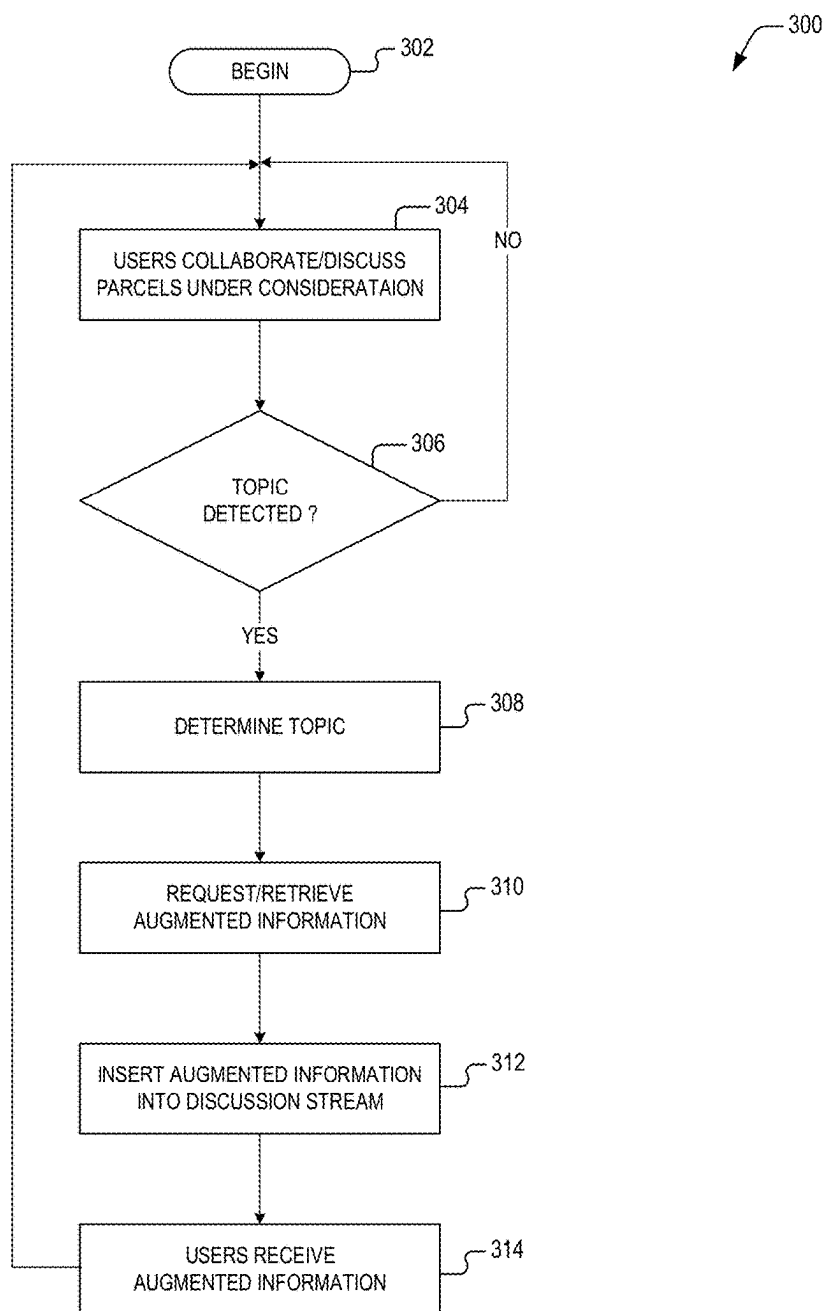 300
BEGIN
302
304
NO
USERS COLLABORATE/DISCUSS
PARCELS UNDER CONSIDERATAION
306
TOPIC
DETECTED ?
YES
308
DETERMINE TOPIC
310
REQUEST/RETRIEVE
AUGMENTED INFORMATION
312
INSERT AUGMENTED INFORMATION
INTO DISCUSSION STREAM
314
USERS RECEIVE
AUGMENTED INFORMATION